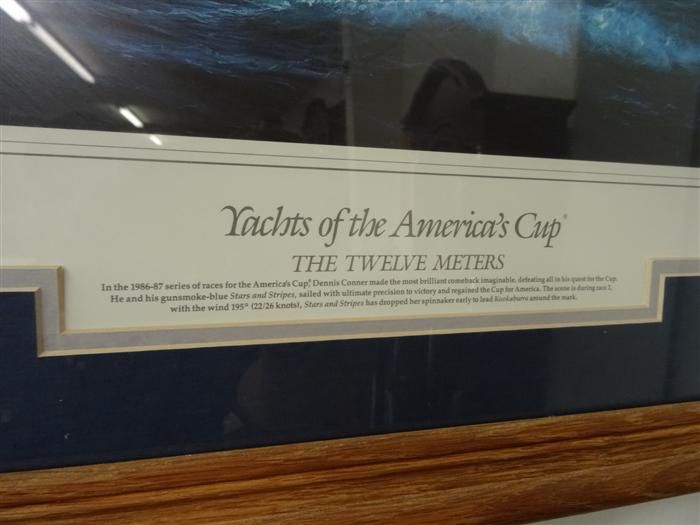 Yachts of the America's Cup®
THE TWELVE METERS
In the 1986-87 series of races for the America's Cup,® Dennis Conner made the most brilliant comeback imaginable, defeating all in his quest for the Cup.
He and his gunsmoke-blue Stars and Stripes, sailed with ultimate precision to victory and regained the Cup for America. The scene is during race 2,
with the wind 195° (22/26 knots), Stars and Stripes has dropped her spinnaker early to lead Kookaburra around the mark.